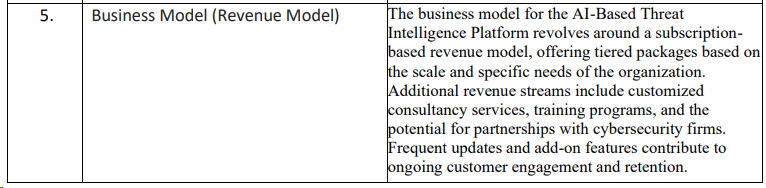 5. Business Model (Revenue Model) The business model for the AI-Based Threat
Intelligence Platform revolves around a subscription-
based revenue model, offering tiered packages based on
the scale and specific needs of the organization.
Additional revenue streams include customized
consultancy services, training programs, and the
potential for partnerships with cybersecurity firms.
Frequent updates and add-on features contribute to
ongoing customer engagement and retention.